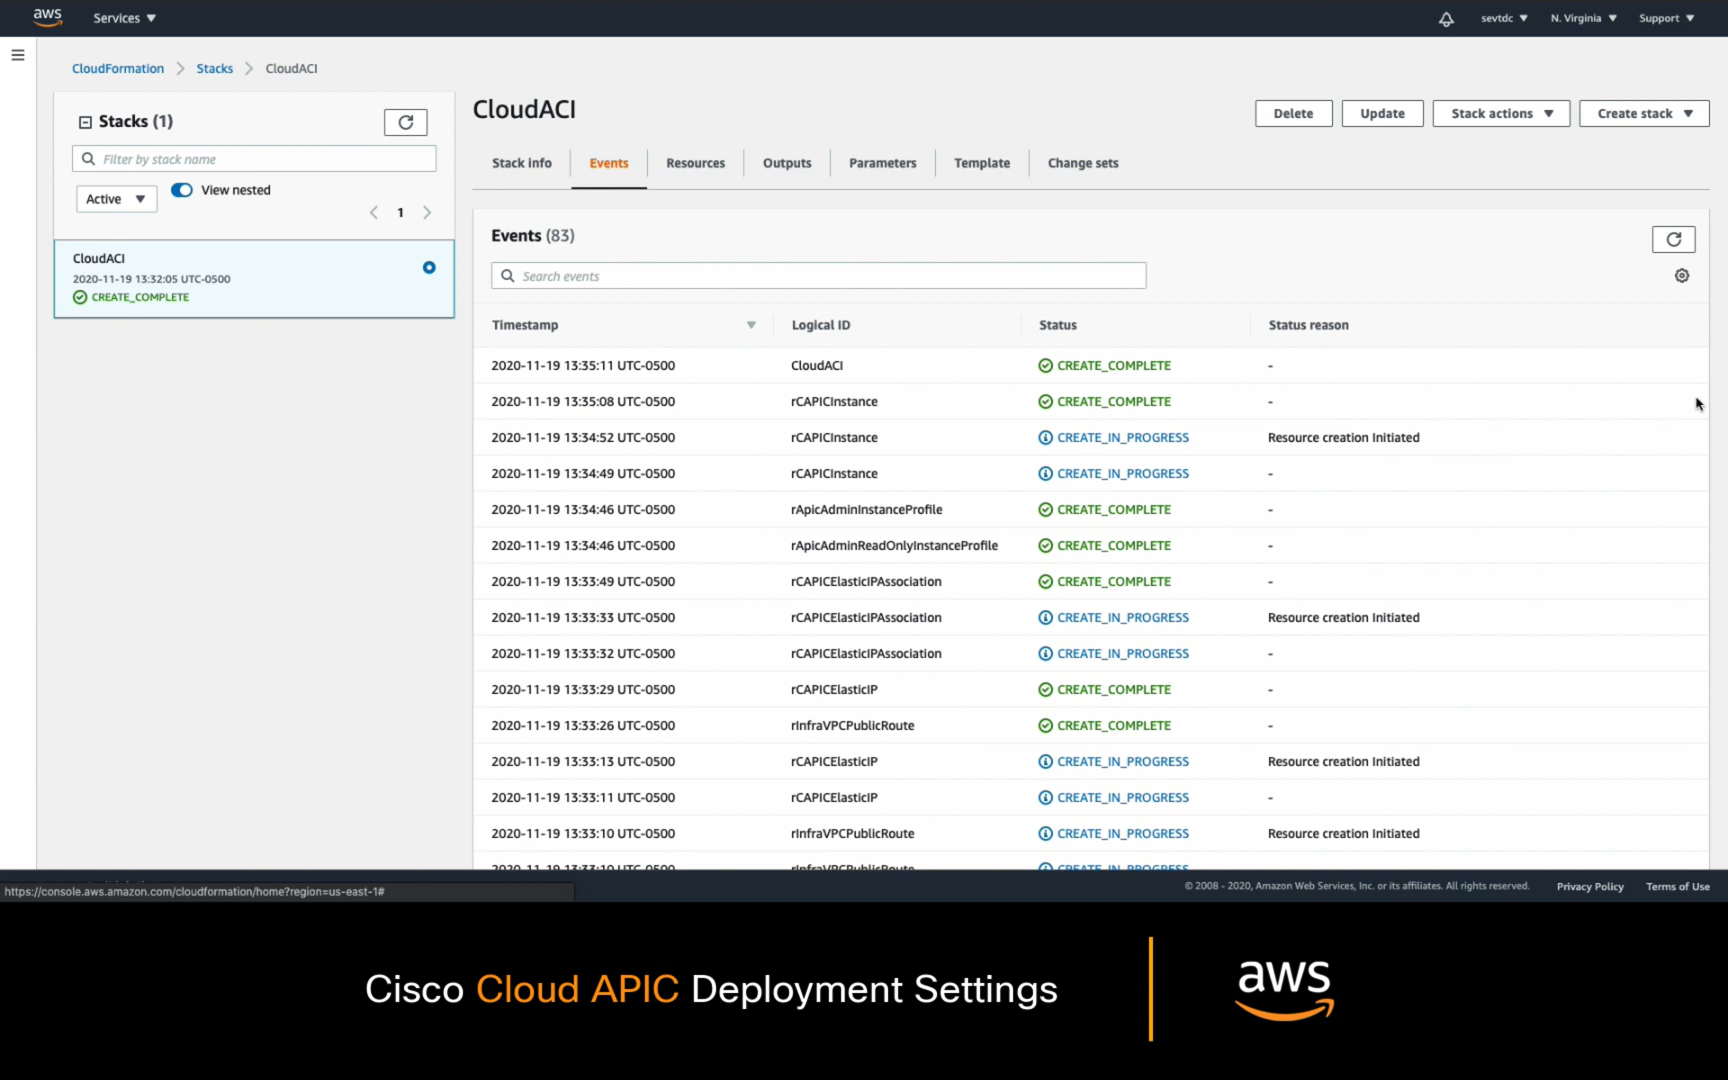 aws Services ▼ sevtdc ▼ N. Virginia ▼ Support ▼
CloudFormation > Stacks > CloudACI
Stacks (1)
Filter by stack name
Active ▼ View nested
< 1 >
CloudACI
2020-11-19 13:32:05 UTC-0500
CREATE_COMPLETE
CloudACI
Delete Update Stack actions ▼ Create stack ▼
Stack info Events Resources Outputs Parameters Template Change sets
Events (83)
Search events
Timestamp ▼ Logical ID Status Status reason
2020-11-19 13:35:11 UTC-0500 CloudACI CREATE_COMPLETE -
2020-11-19 13:35:08 UTC-0500 rCAPICInstance CREATE_COMPLETE -
2020-11-19 13:34:52 UTC-0500 rCAPICInstance CREATE_IN_PROGRESS Resource creation Initiated
2020-11-19 13:34:49 UTC-0500 rCAPICInstance CREATE_IN_PROGRESS -
2020-11-19 13:34:46 UTC-0500 rApicAdminInstanceProfile CREATE_COMPLETE -
2020-11-19 13:34:46 UTC-0500 rApicAdminReadOnlyInstanceProfile CREATE_COMPLETE -
2020-11-19 13:33:49 UTC-0500 rCAPICElasticIPAssociation CREATE_COMPLETE -
2020-11-19 13:33:33 UTC-0500 rCAPICElasticIPAssociation CREATE_IN_PROGRESS Resource creation Initiated
2020-11-19 13:33:32 UTC-0500 rCAPICElasticIPAssociation CREATE_IN_PROGRESS -
2020-11-19 13:33:29 UTC-0500 rCAPICElasticIP CREATE_COMPLETE -
2020-11-19 13:33:26 UTC-0500 rInfraVPCPublicRoute CREATE_COMPLETE -
2020-11-19 13:33:13 UTC-0500 rCAPICElasticIP CREATE_IN_PROGRESS Resource creation Initiated
2020-11-19 13:33:11 UTC-0500 rCAPICElasticIP CREATE_IN_PROGRESS -
2020-11-19 13:33:10 UTC-0500 rInfraVPCPublicRoute CREATE_IN_PROGRESS Resource creation Initiated
2020-11-19 13:33:10 UTC-0500 rInfraVPCPublicRoute CREATE_IN_PROGRESS
https://console.aws.amazon.com/cloudformation/home?region=us-east-1# © 2008 - 2020, Amazon Web Services, Inc. or its affiliates. All rights reserved. Privacy Policy Terms of Use
Cisco Cloud APIC Deployment Settings
aws